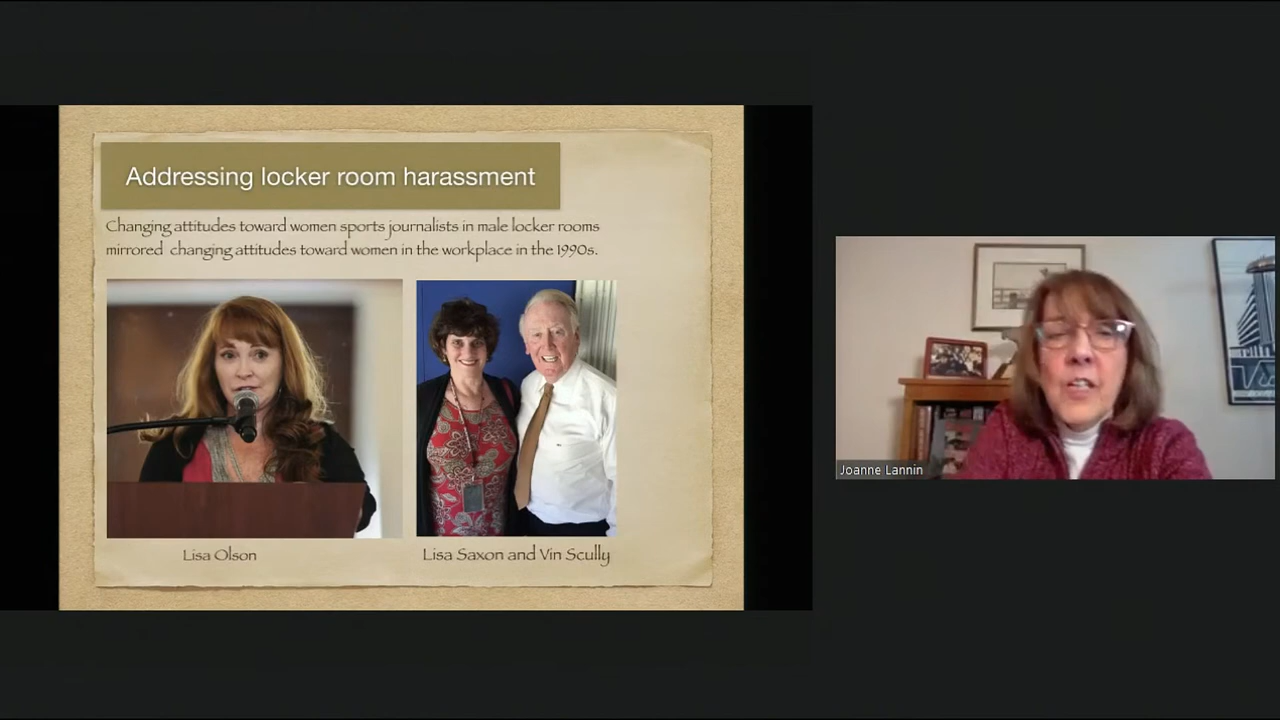 Addressing locker room harassment
Changing attitudes toward women sports journalists in male locker rooms
mirrored changing attitudes toward women in the workplace in the 1990s.
Lisa Olson
Lisa Saxon and Vin Scully
Joanne Lannin